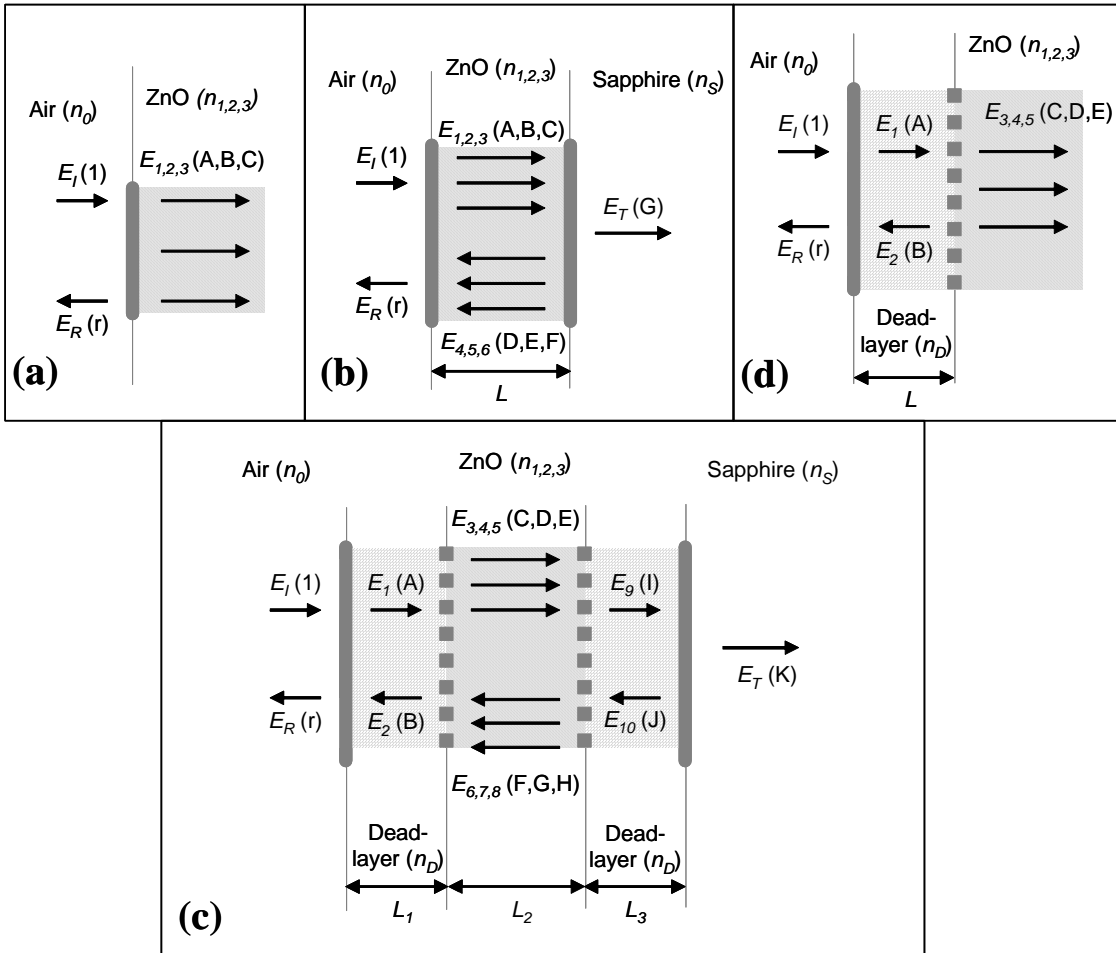 ZnO (n1,2,3)
Air (n0)
E1,2,3 (A,B,C)
EI (1)
ER (r)
(a)
ZnO (n1,2,3)
Air (n0)
Sapphire (nS)
E1,2,3 (A,B,C)
EI (1)
ET (G)
ER (r)
E4,5,6 (D,E,F)
(b)
L
ZnO (n1,2,3)
Air (n0)
E3,4,5 (C,D,E)
EI (1)
E1 (A)
ER (r)
E2 (B)
Dead-
layer (nD)
(d)
L
ZnO (n1,2,3)
Air (n0)
Sapphire (nS)
E3,4,5 (C,D,E)
EI (1)
E1 (A)
E9 (I)
ET (K)
ER (r)
E2 (B)
E10 (J)
E6,7,8 (F,G,H)
Dead-
layer (nD)
Dead-
layer (nD)
(c)
L1
L2
L3